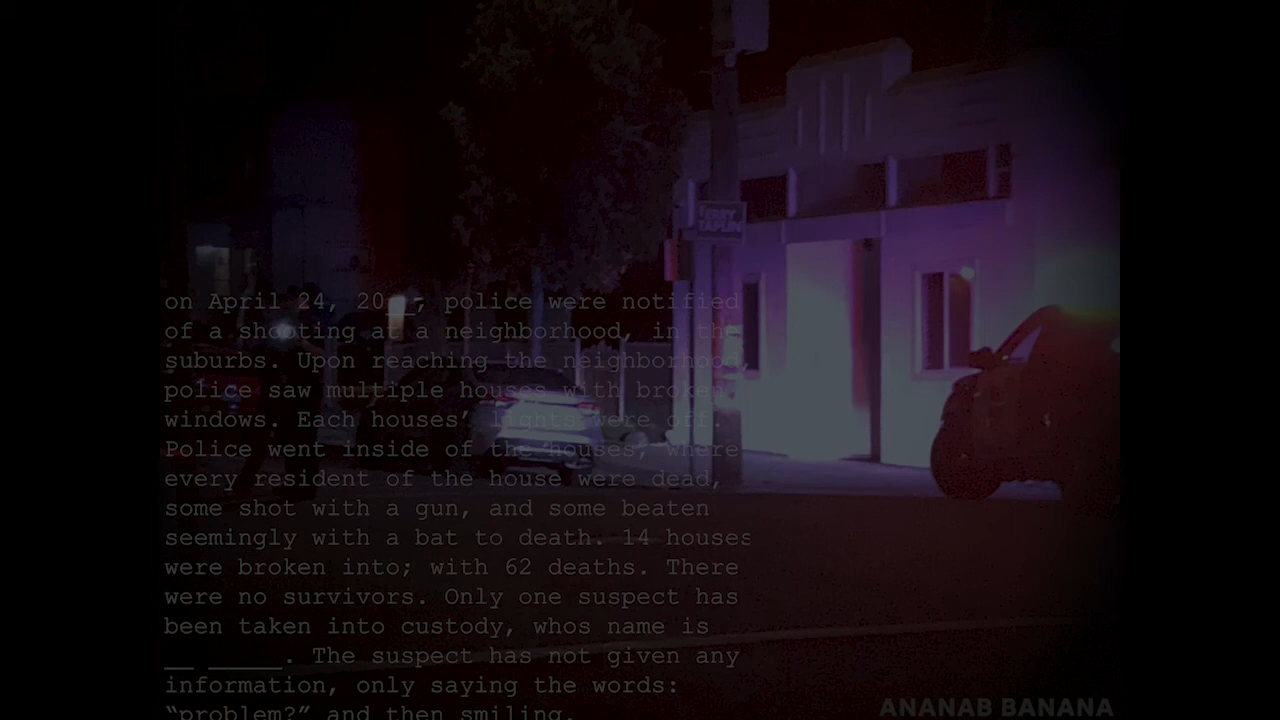 on April 24, 20__, police were notified
of a shooting at a neighborhood, in the
suburbs. Upon reaching the neighborhood,
police saw multiple houses with broken
windows. Each houses’ lights were off.
Police went inside of the houses, where
every resident of the house were dead,
some shot with a gun, and some beaten
seemingly with a bat to death. 14 houses
were broken into; with 62 deaths. There
were no survivors. Only one suspect has
been taken into custody, whos name is
__ _____. The suspect has not given any
information, only saying the words:
“problem?” and then smiling.
ANANAB BANANA